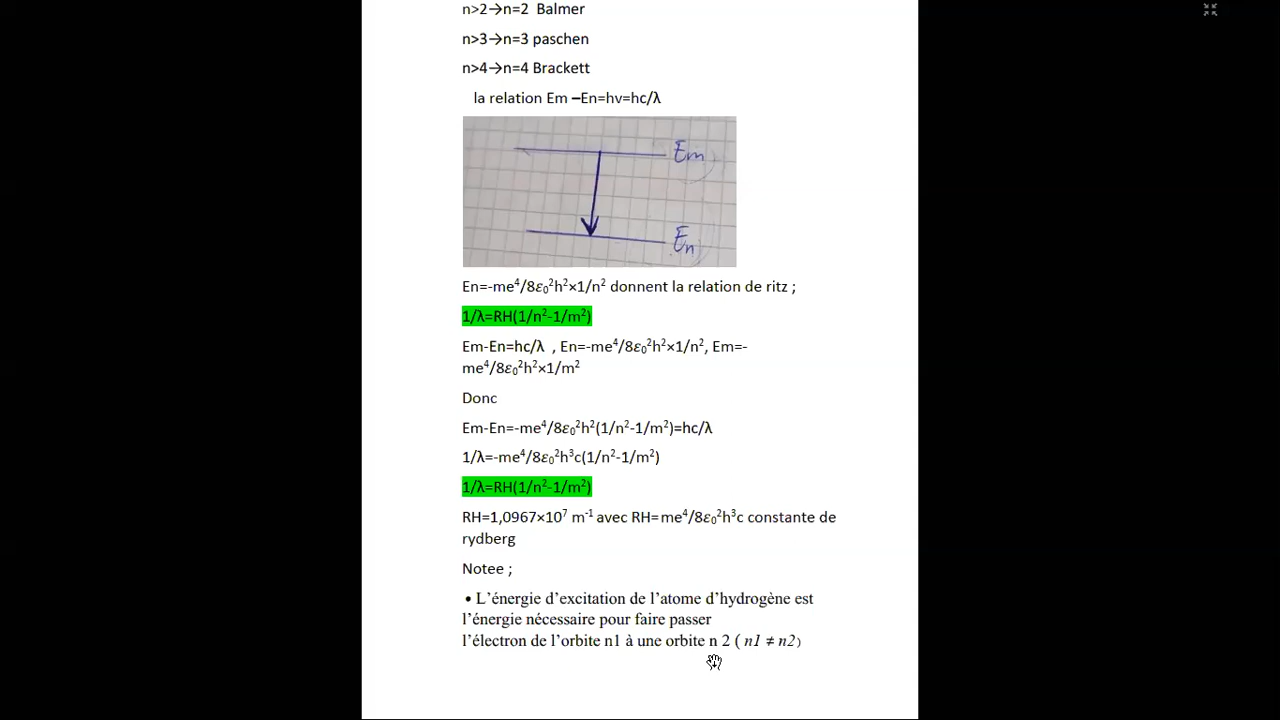 n>2→n=2 Balmer
n>3→n=3 paschen
n>4→n=4 Brackett
la relation Em –En=hv=hc/λ
Em
En
En=-me⁴/8ε₀²h²×1/n² donnent la relation de ritz ;
1/λ=RH(1/n²-1/m²)
Em-En=hc/λ , En=-me⁴/8ε₀²h²×1/n², Em=-
me⁴/8ε₀²h²×1/m²
Donc
Em-En=-me⁴/8ε₀²h²(1/n²-1/m²)=hc/λ
1/λ=-me⁴/8ε₀²h³c(1/n²-1/m²)
1/λ=RH(1/n²-1/m²)
RH=1,0967×10⁷ m⁻¹ avec RH=me⁴/8ε₀²h³c constante de
rydberg
Notee ;
• L’énergie d’excitation de l’atome d’hydrogène est
l’énergie nécessaire pour faire passer
l’électron de l’orbite n1 à une orbite n 2 ( n1 ≠ n2)